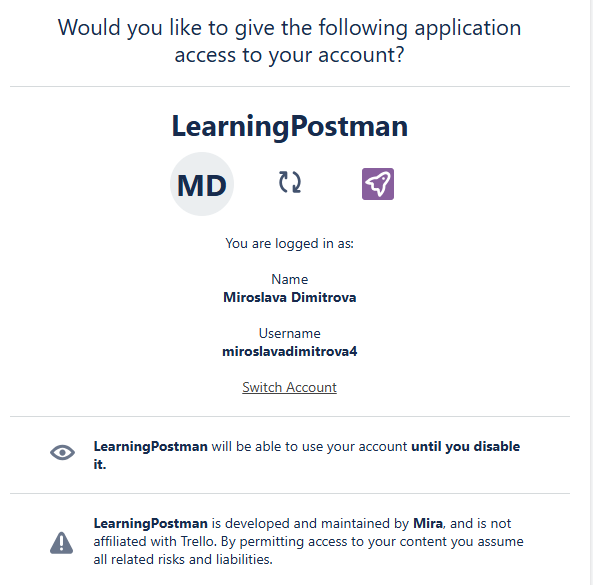 Would you like to give the following application
access to your account?
LearningPostman
MD
You are logged in as:
Name
Miroslava Dimitrova
Username
miroslavadimitrova4
Switch Account
LearningPostman will be able to use your account until you disable
it.
LearningPostman is developed and maintained by Mira, and is not
affiliated with Trello. By permitting access to your content you assume
all related risks and liabilities.